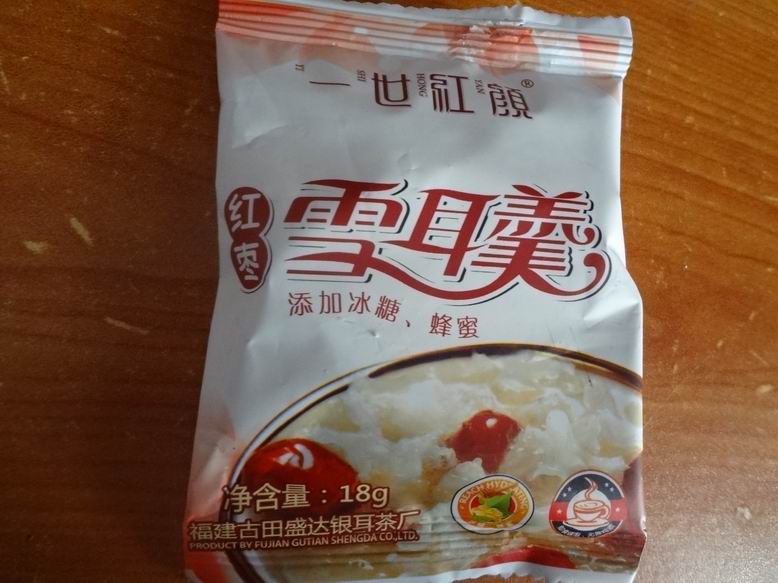 一世紅顏®
YI SHI HONG YAN
红枣
雪耳羹
添加冰糖、蜂蜜
净含量：18g
福建古田盛达银耳茶厂
PRODUCT BY FUJIAN GUTIAN SHENGDA CO.,LTD.